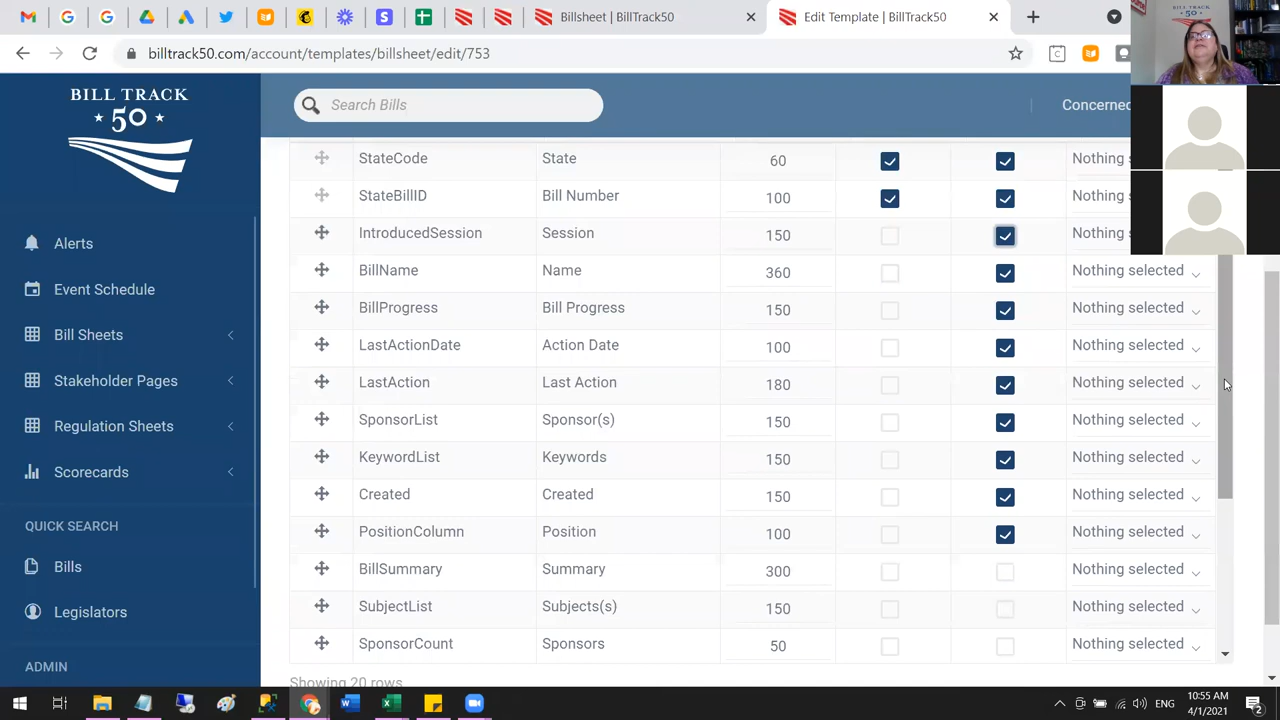 Billsheet | BillTrack50
Edit Template | BillTrack50
BILL TRACK
50
billtrack50.com/account/templates/billsheet/edit/753
BILL TRACK
50
Search Bills
Concerned
StateCode State 60 Nothing s
StateBillID Bill Number 100 Nothing s
IntroducedSession Session 150 Nothing s
BillName Name 360 Nothing selected
BillProgress Bill Progress 150 Nothing selected
LastActionDate Action Date 100 Nothing selected
LastAction Last Action 180 Nothing selected
SponsorList Sponsor(s) 150 Nothing selected
KeywordList Keywords 150 Nothing selected
Created Created 150 Nothing selected
PositionColumn Position 100 Nothing selected
BillSummary Summary 300 Nothing selected
SubjectList Subjects(s) 150 Nothing selected
SponsorCount Sponsors 50 Nothing selected
Showing 20 rows
Alerts
Event Schedule
Bill Sheets
Stakeholder Pages
Regulation Sheets
Scorecards
QUICK SEARCH
Bills
Legislators
ADMIN
ENG
10:55 AM
4/1/2021
2